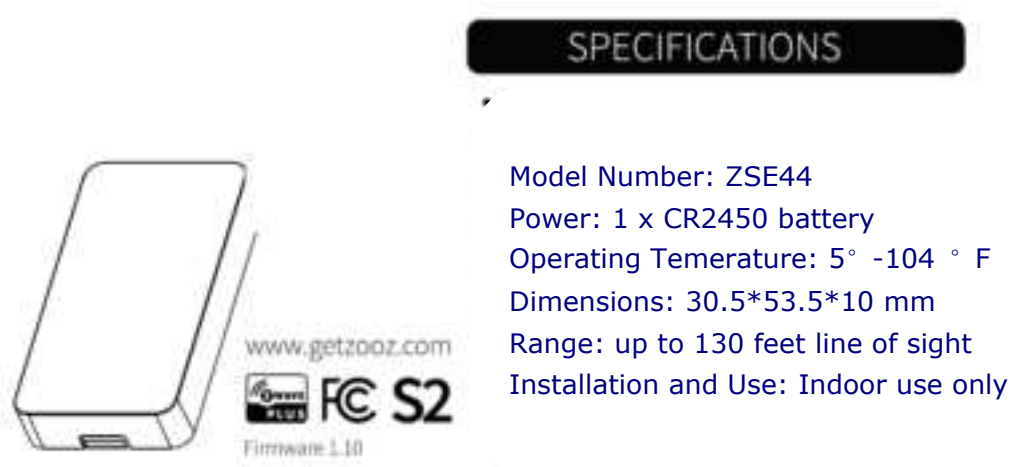 SPECIFICATIONS
Model Number: ZSE44
Power: 1 x CR2450 battery
Operating Temerature: 5° -104 ° F
Dimensions: 30.5*53.5*10 mm
Range: up to 130 feet line of sight
Installation and Use: Indoor use only
www.getzooz.com
Z-WAVE PLUS FC S2
Firmware 1.10